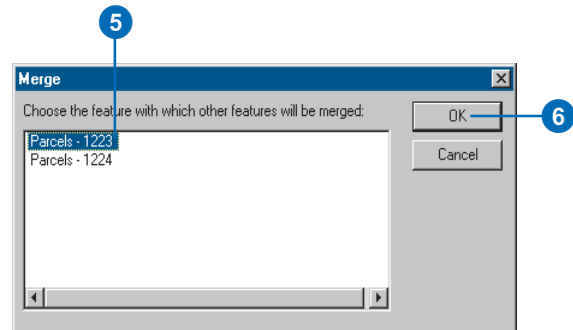 5
Merge
Choose the feature with which other features will be merged:
OK
6
Parcels - 1223
Parcels - 1224
Cancel